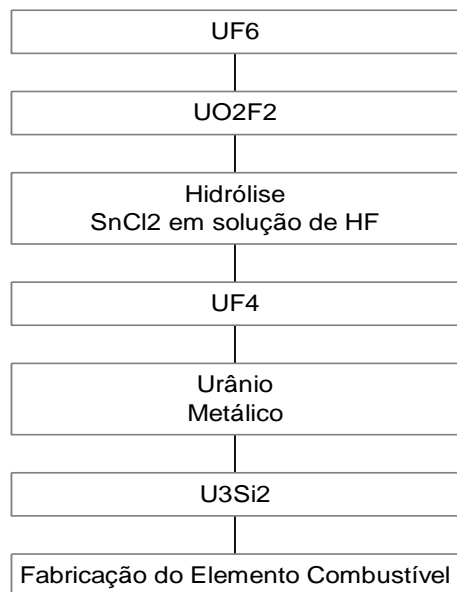 UF6
UO2F2
Hidrólise
SnCl2 em solução de HF
UF4
Urânio
Metálico
U3Si2
Fabricação do Elemento Combustível